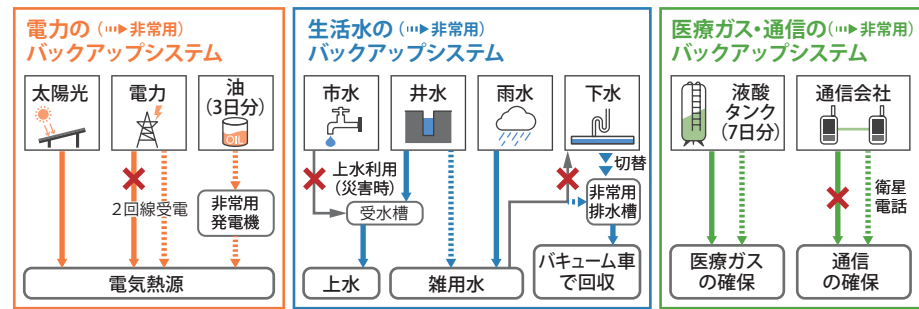 電力の(┈▶非常用)
バックアップシステム
太陽光
電力
油
(3日分)
OIL
2回線受電
非常用
発電機
電気熱源
生活水の(┈▶非常用)
バックアップシステム
市水
井水
雨水
下水
上水利用
(災害時)
切替
受水槽
非常用
排水槽
上水
雑用水
バキューム車
で回収
医療ガス・通信の(┈▶非常用)
バックアップシステム
液酸
タンク
(7日分)
通信会社
衛星
電話
医療ガス
の確保
通信
の確保